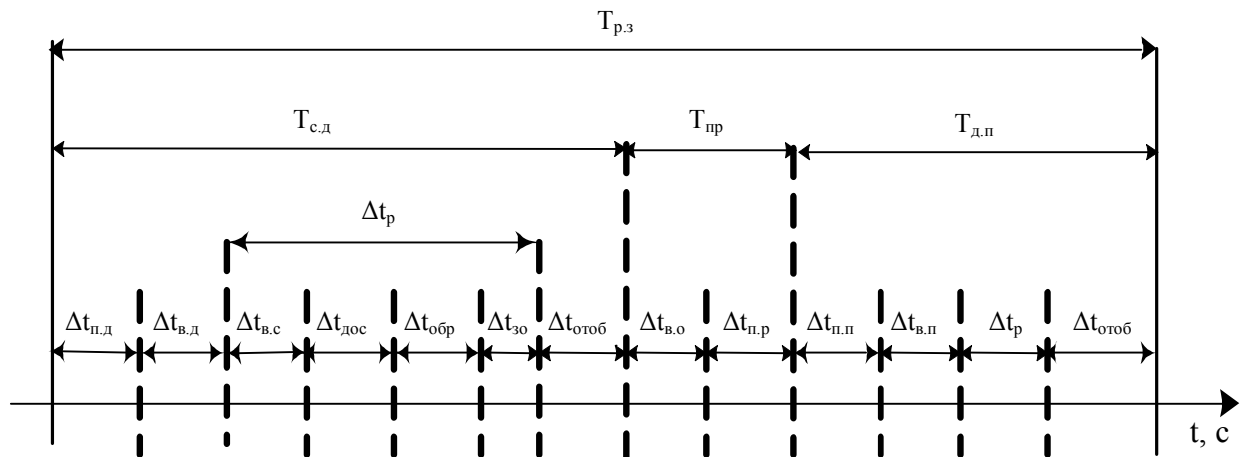 Tр.з
Tс.д Tпр Tд.п
Δtр
Δtп.д Δtв.д Δtв.с Δtдос Δtобр Δtзо Δtотоб Δtв.о Δtп.р Δtп.п Δtв.п Δtр Δtотоб
t, с